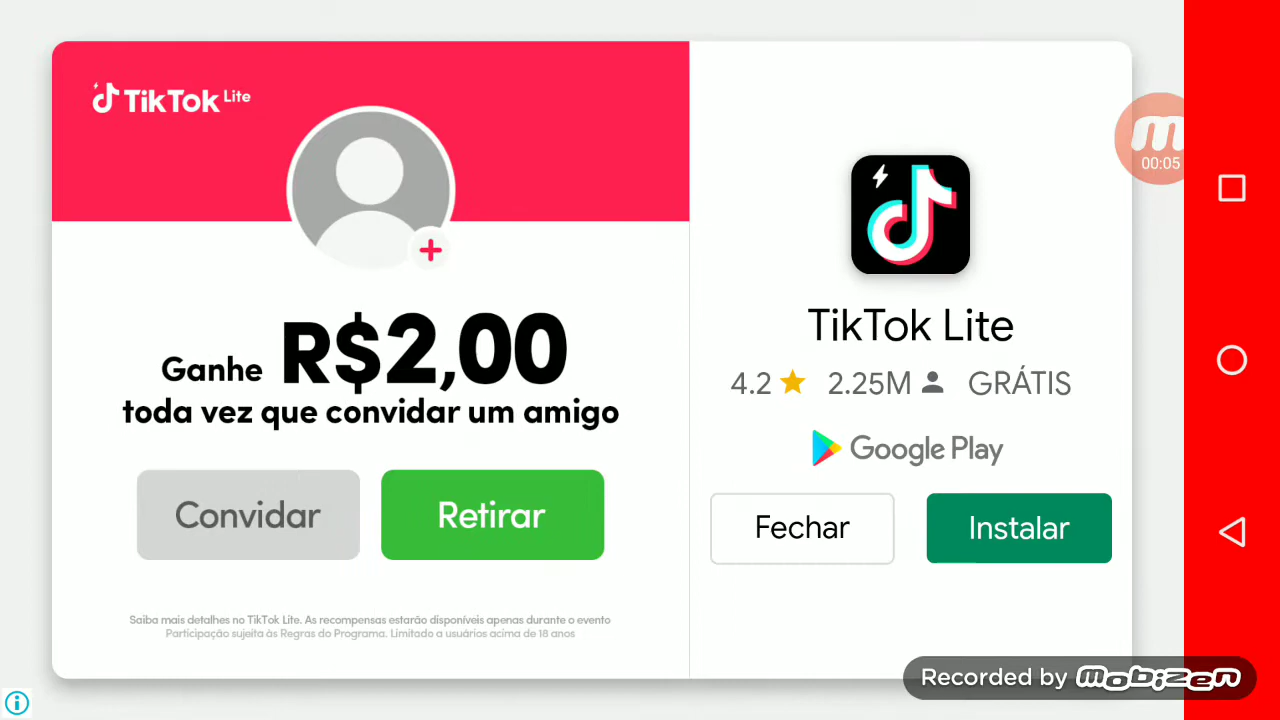 TikTok Lite
Ganhe R$2,00
toda vez que convidar um amigo
Convidar
Retirar
Saiba mais detalhes no TikTok Lite. As recompensas estarão disponíveis apenas durante o evento
Participação sujeita às Regras do Programa. Limitado a usuários acima de 18 anos
TikTok Lite
4.2 2.25M GRÁTIS
Google Play
Fechar
Instalar
00:05
Recorded by mobizen